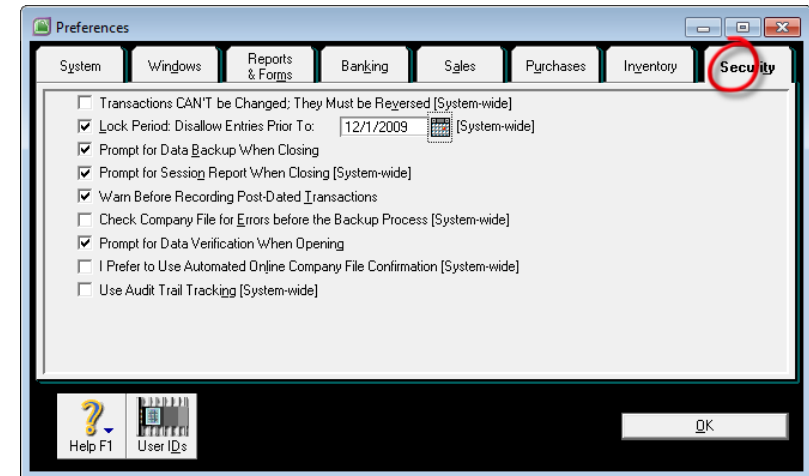 Preferences
System Windows Reports & Forms Banking Sales Purchases Inventory Security
Transactions CAN'T be Changed; They Must be Reversed [System-wide]
Lock Period: Disallow Entries Prior To: 12/1/2009 [System-wide]
Prompt for Data Backup When Closing
Prompt for Session Report When Closing [System-wide]
Warn Before Recording Post-Dated Transactions
Check Company File for Errors before the Backup Process [System-wide]
Prompt for Data Verification When Opening
I Prefer to Use Automated Online Company File Confirmation [System-wide]
Use Audit Trail Tracking [System-wide]
Help F1 User IDs OK